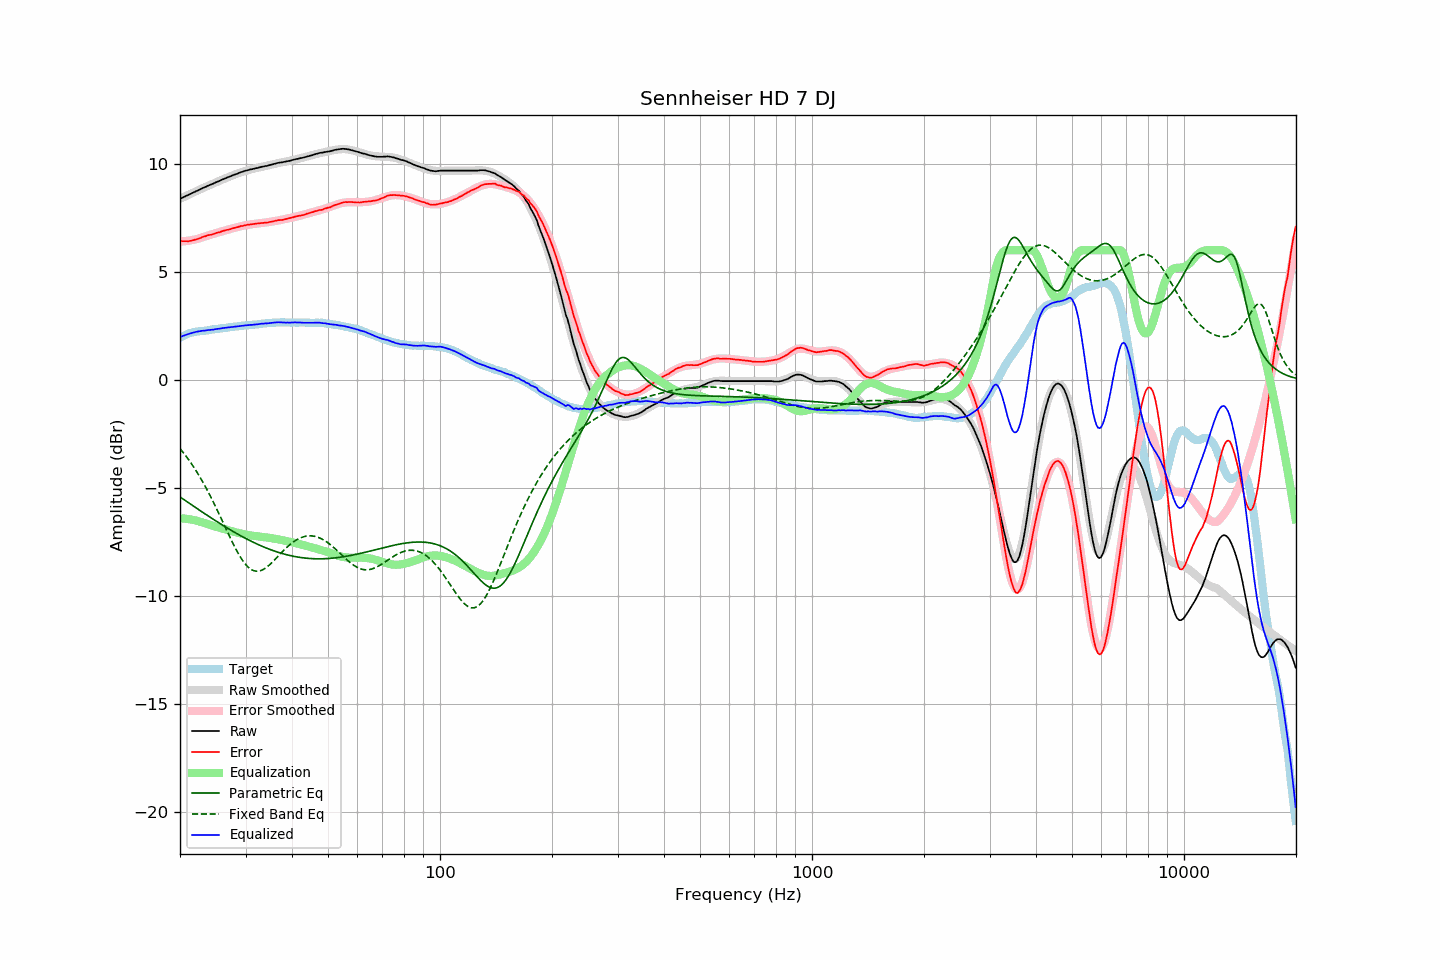 Sennheiser HD 7 DJ
Amplitude (dBr)
10
5
0
−5
−10
−15
−20
Target
Raw Smoothed
Error Smoothed
Raw
Error
Equalization
Parametric Eq
Fixed Band Eq
Equalized
100
1000
10000
Frequency (Hz)